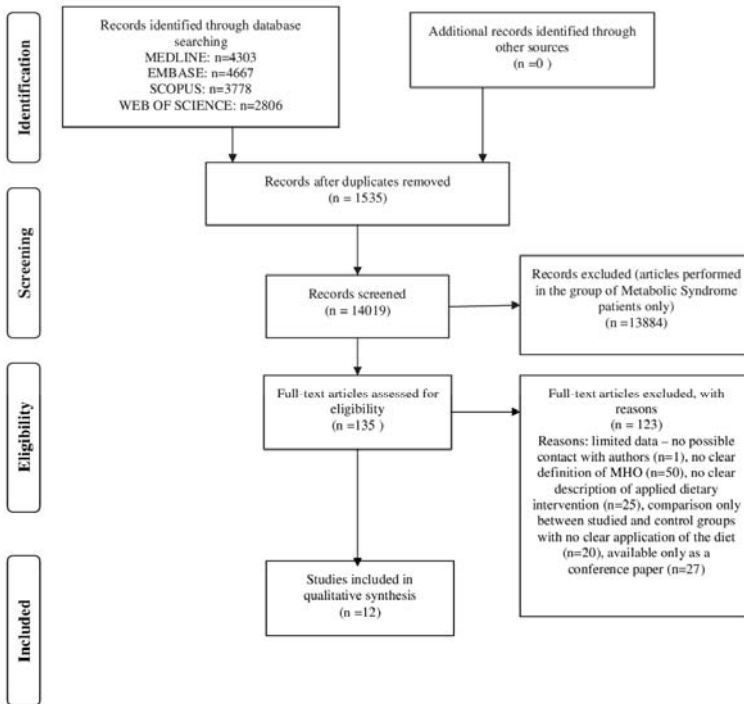 Identification
Records identified through database
searching
MEDLINE: n=4303
EMBASE: n=4667
SCOPUS: n=3778
WEB OF SCIENCE: n=2806
Additional records identified through
other sources
(n =0 )
Records after duplicates removed
(n = 1535)
Screening
Records screened
(n = 14019)
Records excluded (articles performed
in the group of Metabolic Syndrome
patients only)
(n =13884)
Eligibility
Full-text articles assessed for
eligibility
(n =135 )
Full-text articles excluded, with
reasons
(n = 123)
Reasons: limited data – no possible
contact with authors (n=1), no clear
definition of MHO (n=50), no clear
description of applied dietary
intervention (n=25), comparison only
between studied and control groups
with no clear application of the diet
(n=20), available only as a
conference paper (n=27)
Included
Studies included in
qualitative synthesis
(n =12)